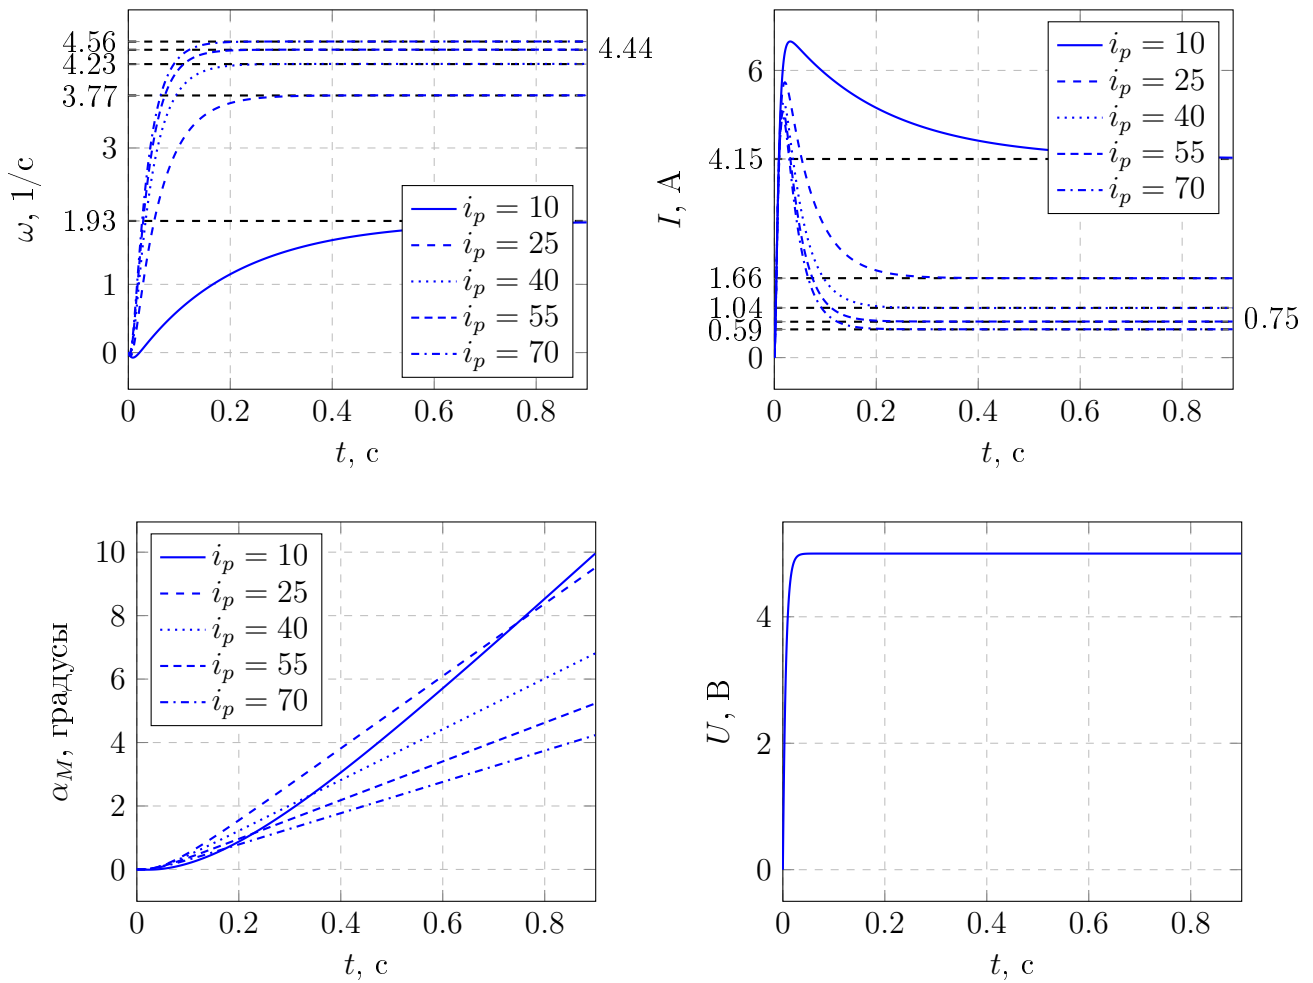 4.56
4.44
4.23
3.77
3
1.93
1
0
ω, 1/с
i_p = 10
i_p = 25
i_p = 40
i_p = 55
i_p = 70
0 0.2 0.4 0.6 0.8
t, с
6
4.15
1.66
1.04
0.75
0.59
0
I, А
i_p = 10
i_p = 25
i_p = 40
i_p = 55
i_p = 70
0 0.2 0.4 0.6 0.8
t, с
10
8
6
4
2
0
α_M, градусы
i_p = 10
i_p = 25
i_p = 40
i_p = 55
i_p = 70
0 0.2 0.4 0.6 0.8
t, с
4
2
0
U, В
0 0.2 0.4 0.6 0.8
t, с